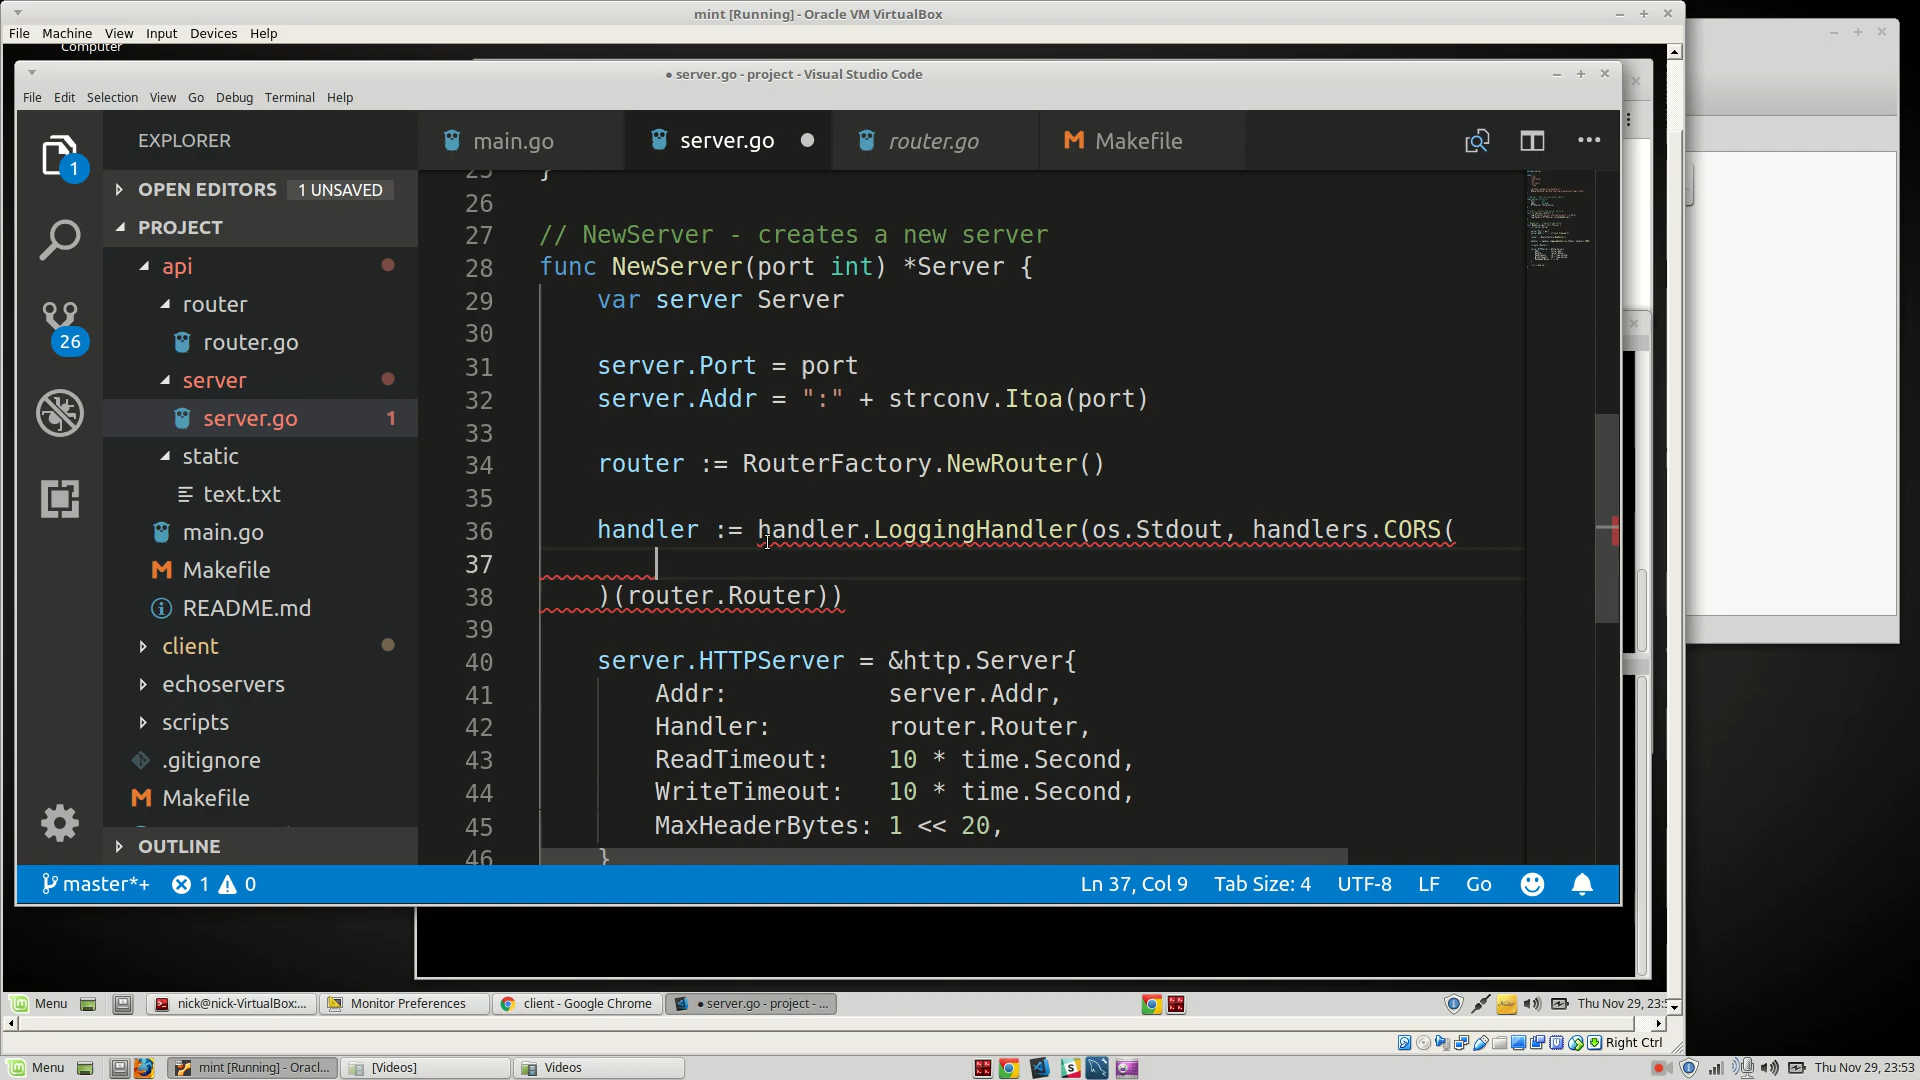 mint [Running] - Oracle VM VirtualBox
File Machine View Input Devices Help
Computer
● server.go - project - Visual Studio Code
File Edit Selection View Go Debug Terminal Help
EXPLORER
main.go
server.go
router.go
Makefile
1
OPEN EDITORS 1 UNSAVED
PROJECT
api
router
router.go
server
server.go 1
static
text.txt
main.go
Makefile
README.md
client
echoservers
scripts
.gitignore
Makefile
OUTLINE
26
25 }
26
27 // NewServer - creates a new server
28 func NewServer(port int) *Server {
29 var server Server
30
31 server.Port = port
32 server.Addr = ":" + strconv.Itoa(port)
33
34 router := RouterFactory.NewRouter()
35
36 handler := handler.LoggingHandler(os.Stdout, handlers.CORS(
37
38 )(router.Router))
39
40 server.HTTPServer = &http.Server{
41 Addr: server.Addr,
42 Handler: router.Router,
43 ReadTimeout: 10 * time.Second,
44 WriteTimeout: 10 * time.Second,
45 MaxHeaderBytes: 1 << 20,
46 }
master*+ 1 0 Ln 37, Col 9 Tab Size: 4 UTF-8 LF Go
Menu nick@nick-VirtualBox:... Monitor Preferences client - Google Chrome ● server.go - project - ... Thu Nov 29, 23:5
Right Ctrl
Menu mint [Running] - Oracl... [Videos] Videos Thu Nov 29, 23:53